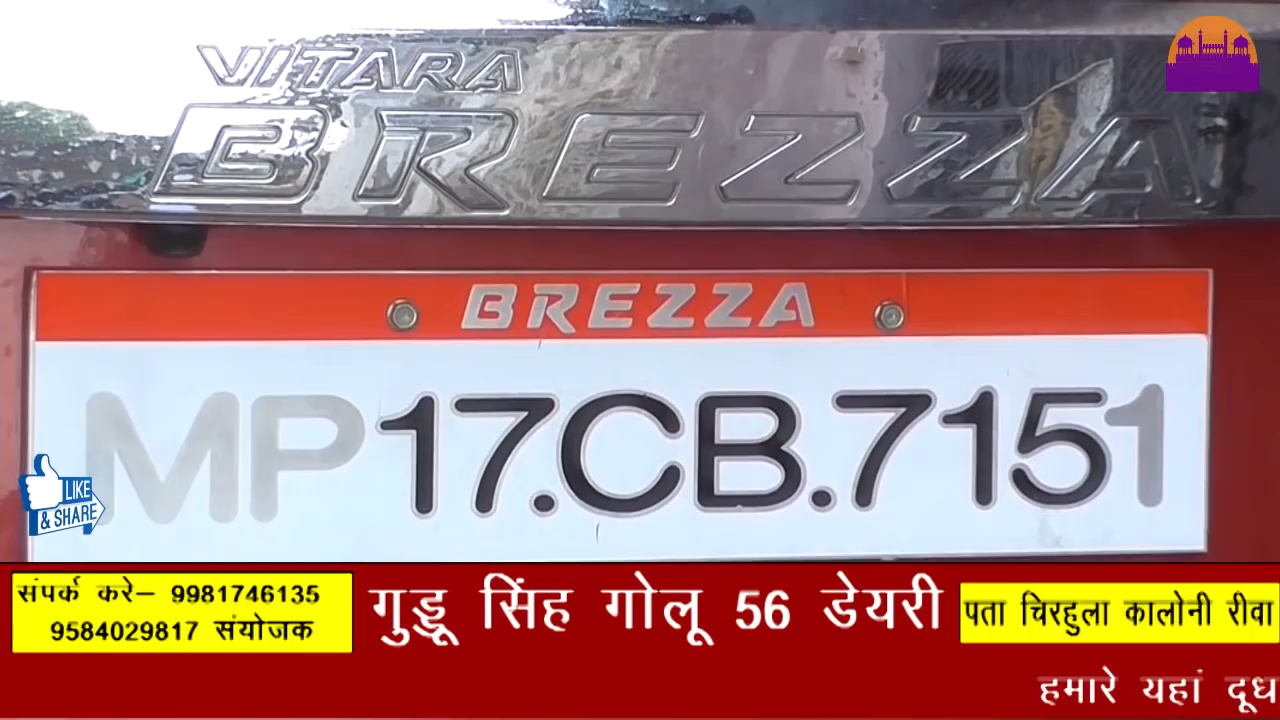 VITARA
BREZZA
BREZZA
MP17.CB.7151
LIKE
& SHARE
संपर्क करे– 9981746135
9584029817 संयोजक
गुड्डू सिंह गोलू 56 डेयरी
पता चिरहुला कालोनी रीवा
हमारे यहां दूध